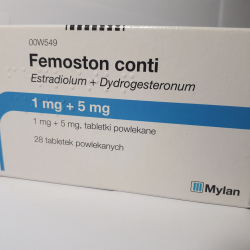 00W549
Femoston conti
Estradiolum + Dydrogesteronum
1 mg + 5 mg
1 mg + 5 mg, tabletki powlekane
28 tabletek powlekanych
Mylan